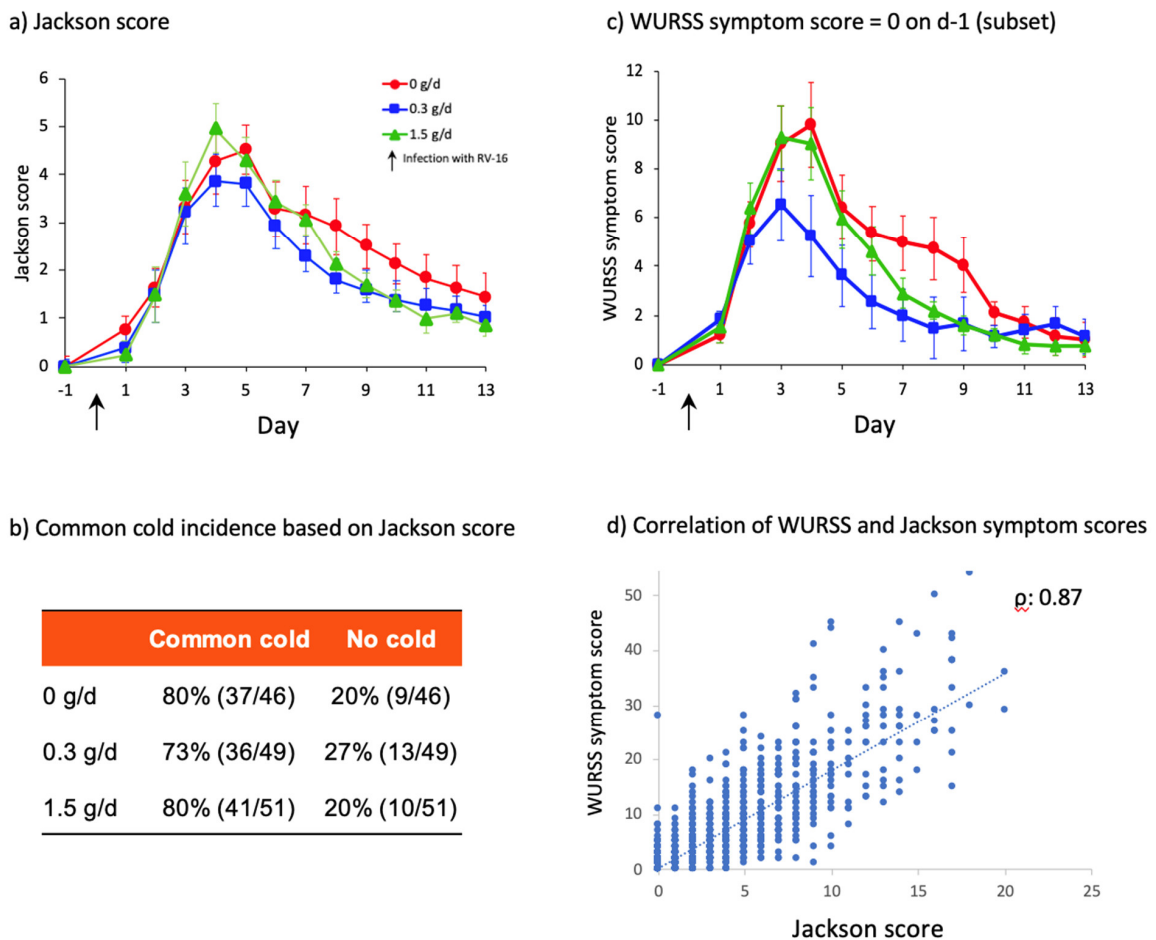 a) Jackson score
6
5
4
3
2
1
0
Jackson score
-1 1 3 5 7 9 11 13
Day
0 g/d
0.3 g/d
1.5 g/d
Infection with RV-16
c) WURSS symptom score = 0 on d-1 (subset)
12
10
8
6
4
2
0
WURSS symptom score
-1 1 3 5 7 9 11 13
Day
b) Common cold incidence based on Jackson score
Common cold No cold
0 g/d 80% (37/46) 20% (9/46)
0.3 g/d 73% (36/49) 27% (13/49)
1.5 g/d 80% (41/51) 20% (10/51)
d) Correlation of WURSS and Jackson symptom scores
ρ: 0.87
50
40
30
20
10
0
WURSS symptom score
0 5 10 15 20 25
Jackson score